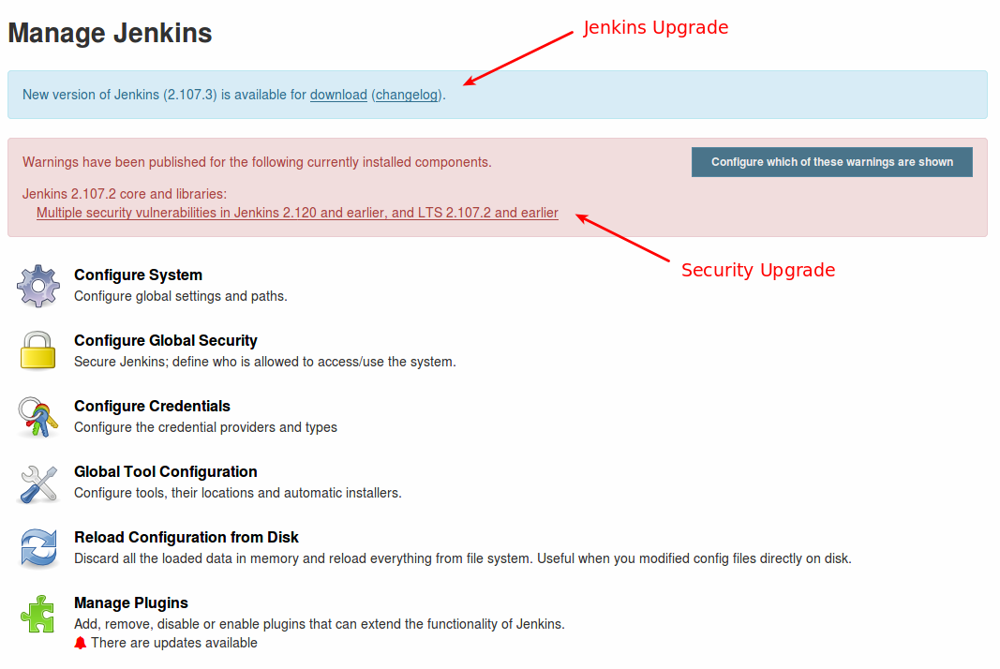 Manage Jenkins
Jenkins Upgrade
New version of Jenkins (2.107.3) is available for download (changelog).
Warnings have been published for the following currently installed components.
Configure which of these warnings are shown
Jenkins 2.107.2 core and libraries:
Multiple security vulnerabilities in Jenkins 2.120 and earlier, and LTS 2.107.2 and earlier
Security Upgrade
Configure System
Configure global settings and paths.
Configure Global Security
Secure Jenkins; define who is allowed to access/use the system.
Configure Credentials
Configure the credential providers and types
Global Tool Configuration
Configure tools, their locations and automatic installers.
Reload Configuration from Disk
Discard all the loaded data in memory and reload everything from file system. Useful when you modified config files directly on disk.
Manage Plugins
Add, remove, disable or enable plugins that can extend the functionality of Jenkins.
There are updates available